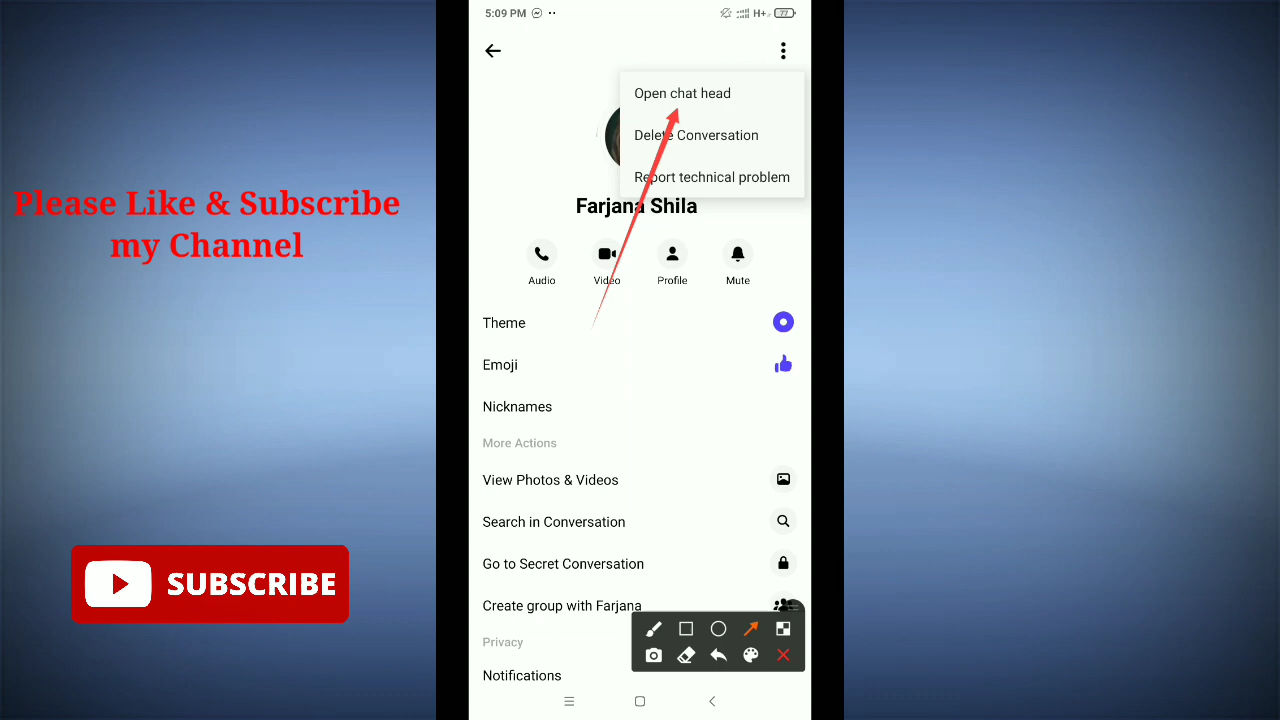 5:09 PM
H+
77
Open chat head
Delete Conversation
Report technical problem
Please Like & Subscribe
my Channel
Farjana Shila
Audio
Video
Profile
Mute
Theme
Emoji
Nicknames
More Actions
View Photos & Videos
Search in Conversation
Go to Secret Conversation
SUBSCRIBE
Create group with Farjana
Privacy
Notifications